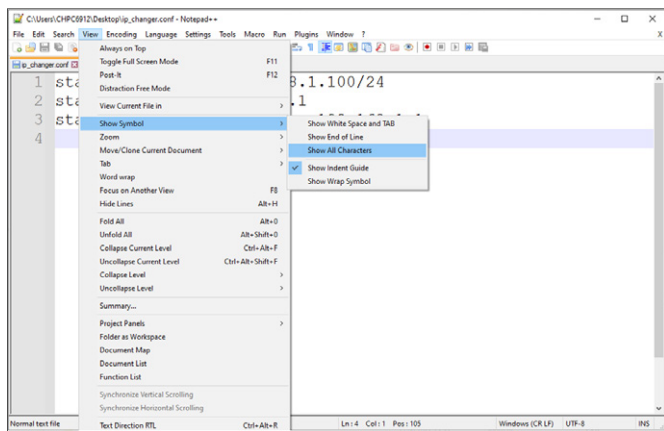 C:\Users\CHPC6912\Desktop\ip_changer.conf - Notepad++
File Edit Search View Encoding Language Settings Tools Macro Run Plugins Window ?
X
ip_changer.conf
1 sta 8.1.100/24
2 sta .1
3 sta
4
Always on Top
Toggle Full Screen Mode F11
Post-It F12
Distraction Free Mode
View Current File in
Show Symbol
Zoom
Move/Clone Current Document
Tab
Word wrap
Focus on Another View F8
Hide Lines Alt+H
Fold All Alt+0
Unfold All Alt+Shift+0
Collapse Current Level Ctrl+Alt+F
Uncollapse Current Level Ctrl+Alt+Shift+F
Collapse Level
Uncollapse Level
Summary...
Project Panels
Folder as Workspace
Document Map
Document List
Function List
Synchronize Vertical Scrolling
Synchronize Horizontal Scrolling
Text Direction RTL Ctrl+Alt+R
Show White Space and TAB
Show End of Line
Show All Characters
Show Indent Guide
Show Wrap Symbol
Normal text file Ln:4 Col:1 Pos:105 Windows (CR LF) UTF-8 INS